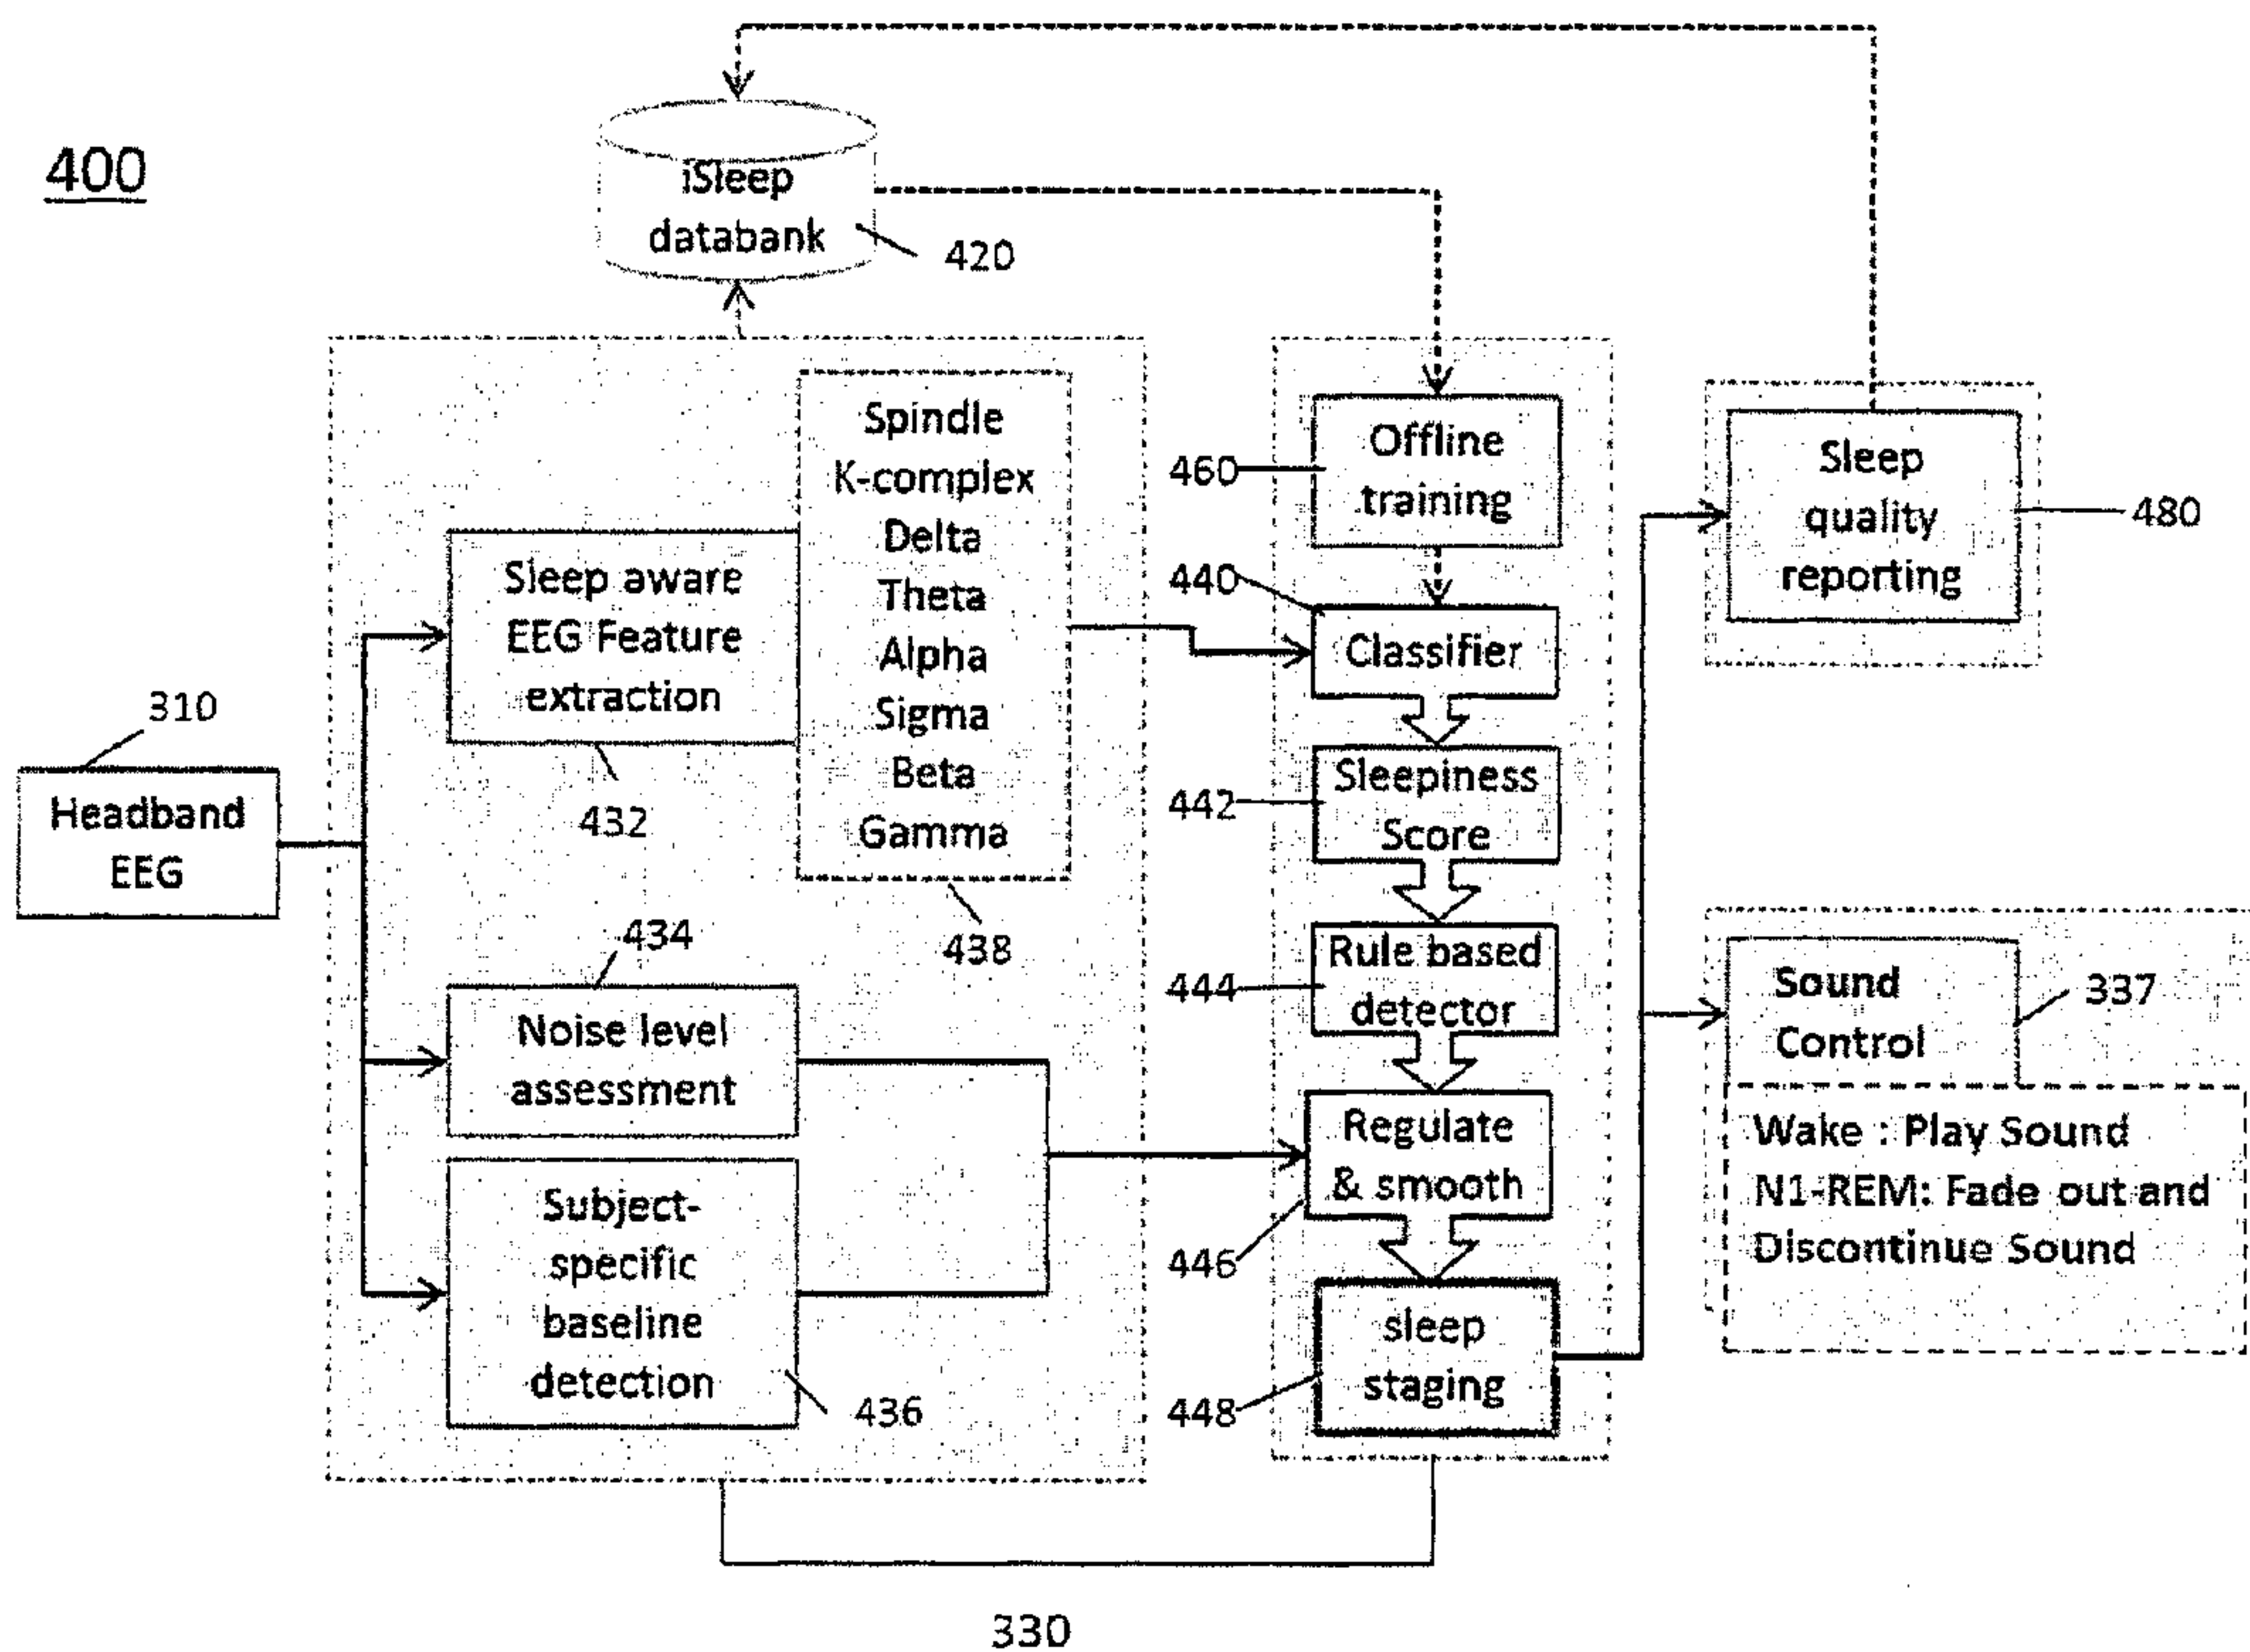 400
iSleep
databank
420
310
Headband
EEG
Sleep aware
EEG Feature
extraction
432
Spindle
K-complex
Delta
Theta
Alpha
Sigma
Beta
Gamma
438
434
Noise level
assessment
Subject-
specific
baseline
detection
436
460
Offline
training
440
Classifier
442
Sleepiness
Score
444
Rule based
detector
Regulate
& smooth
446
sleep
staging
448
Sleep
quality
reporting
480
Sound
Control
337
Wake : Play Sound
N1-REM: Fade out and
Discontinue Sound
330